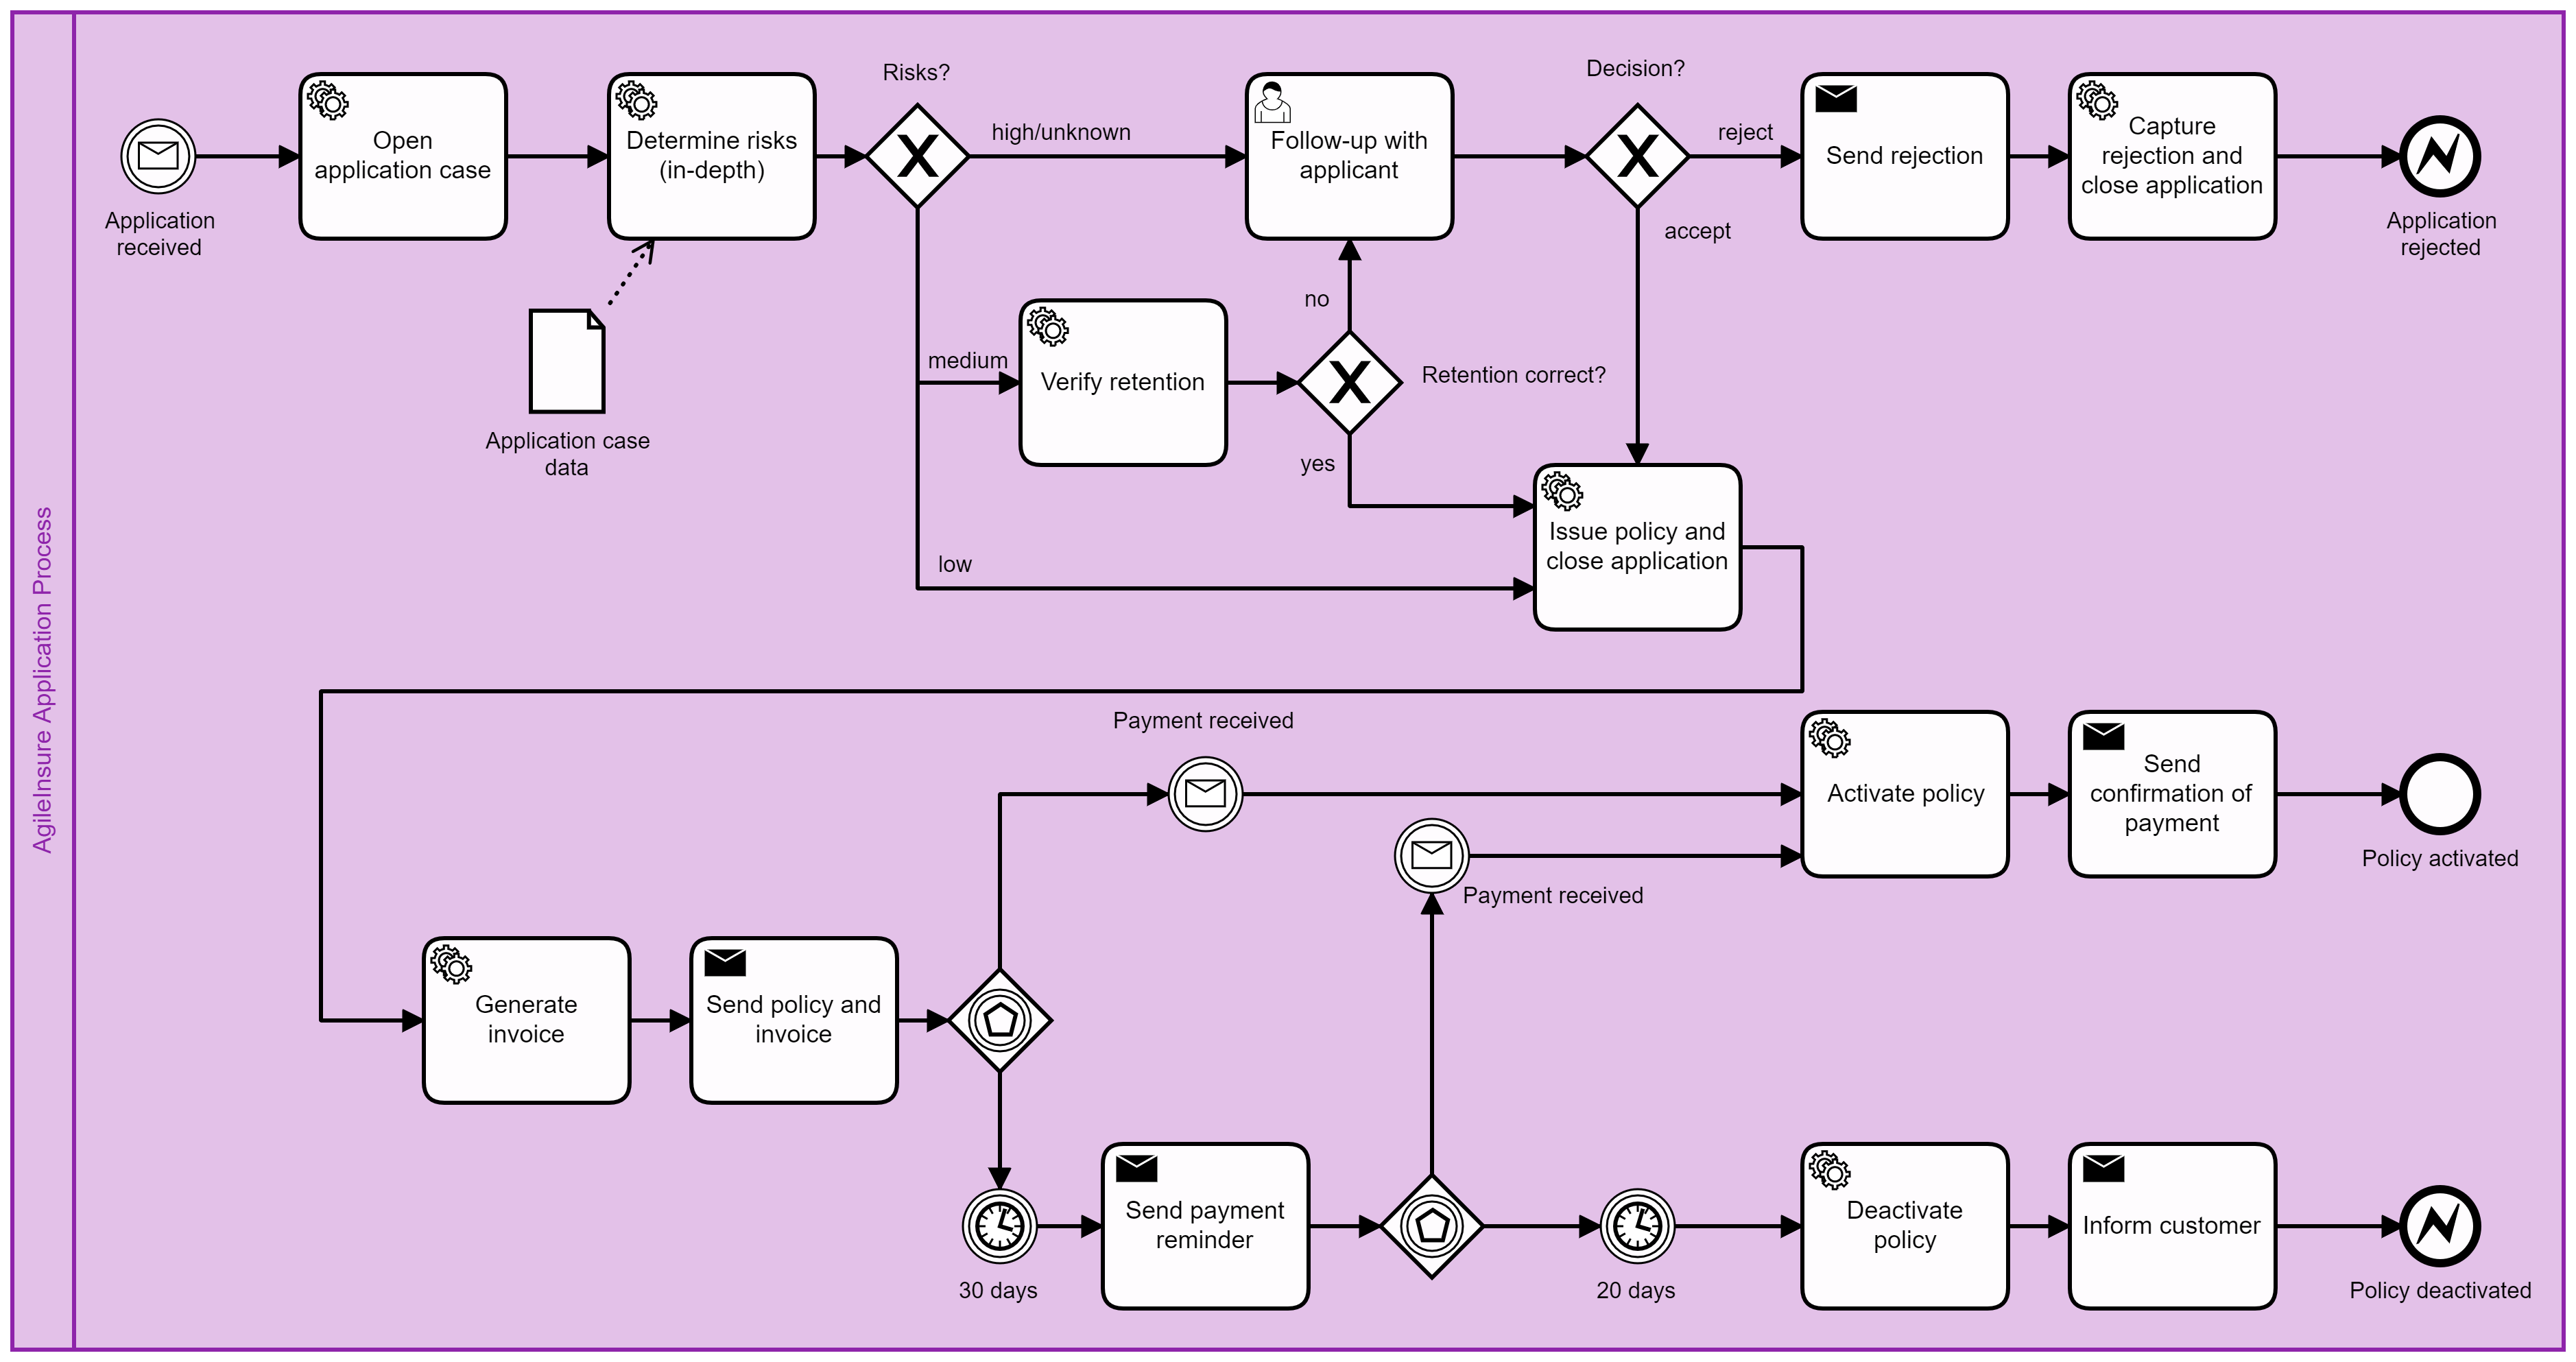 AgileInsure Application Process
Application
received
Open
application case
Determine risks
(in-depth)
Application case
data
Risks?
high/unknown
medium
low
Follow-up with
applicant
Verify retention
no
Retention correct?
yes
Decision?
reject
accept
Send rejection
Capture
rejection and
close application
Application
rejected
Issue policy and
close application
Generate
invoice
Send policy and
invoice
Payment received
30 days
Send payment
reminder
Payment received
20 days
Activate policy
Send
confirmation of
payment
Policy activated
Deactivate
policy
Inform customer
Policy deactivated